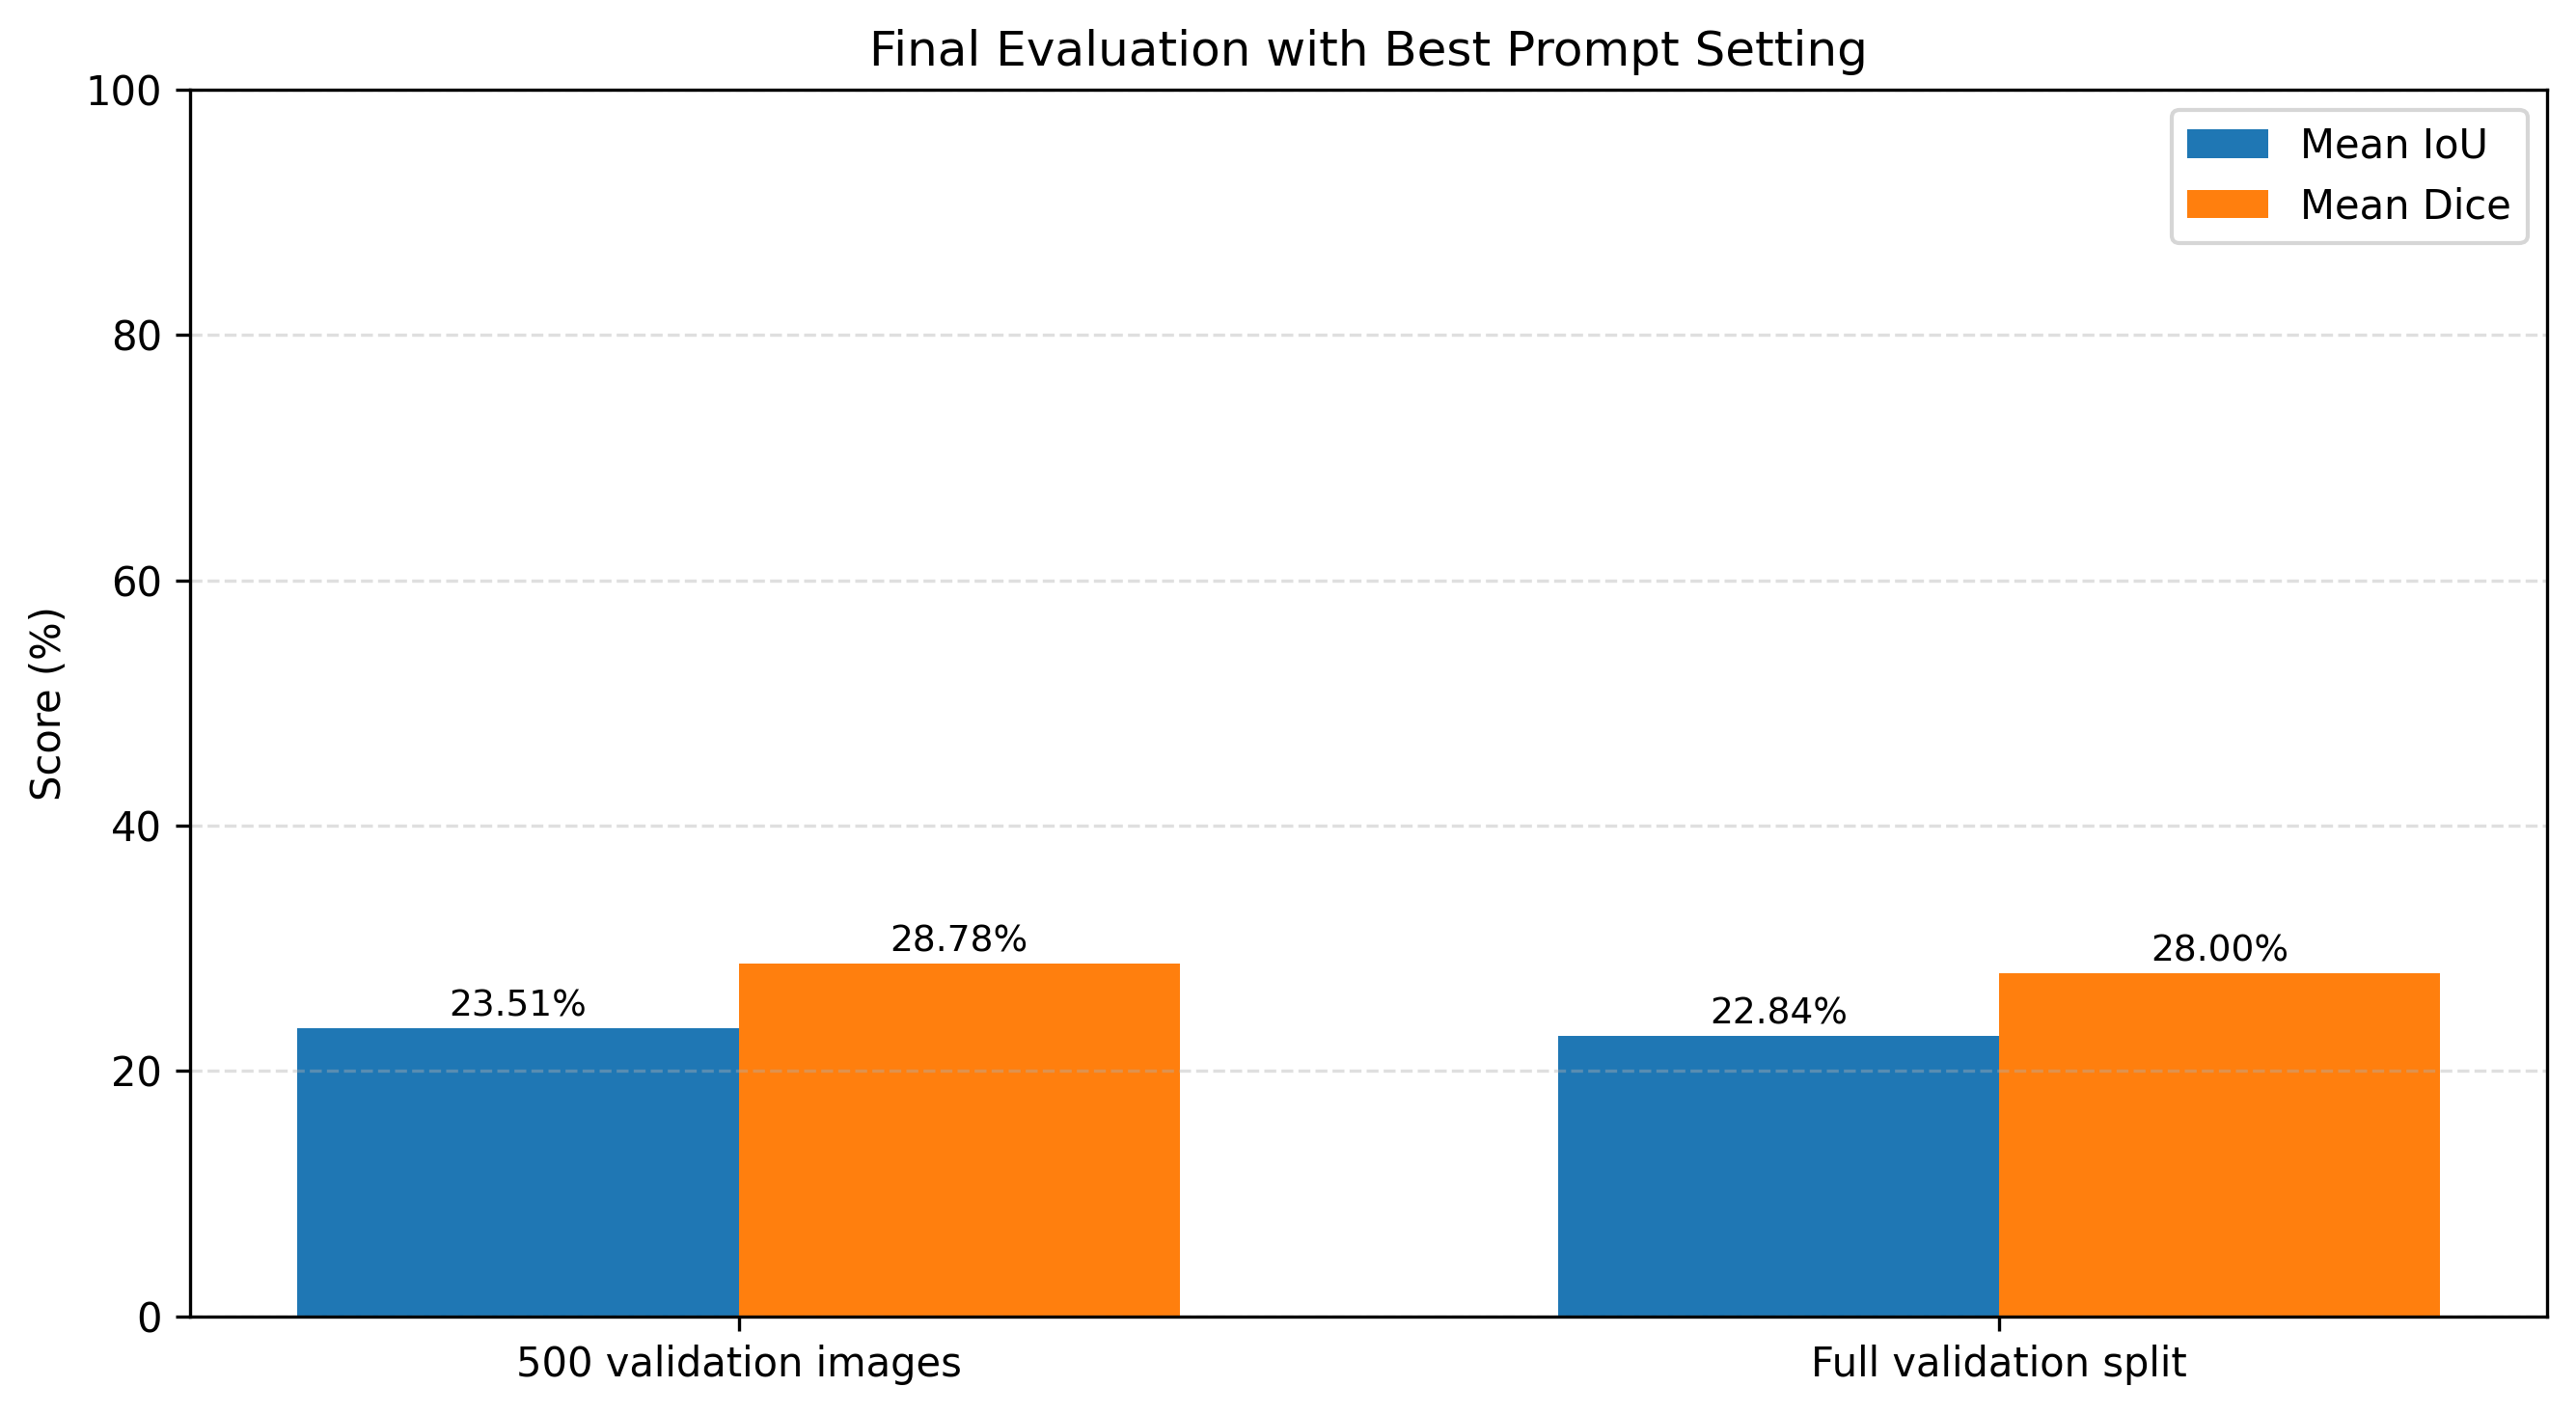 Final Evaluation with Best Prompt Setting
100
80
60
40
20
0
Score (%)
Mean IoU
Mean Dice
23.51%
28.78%
22.84%
28.00%
500 validation images
Full validation split